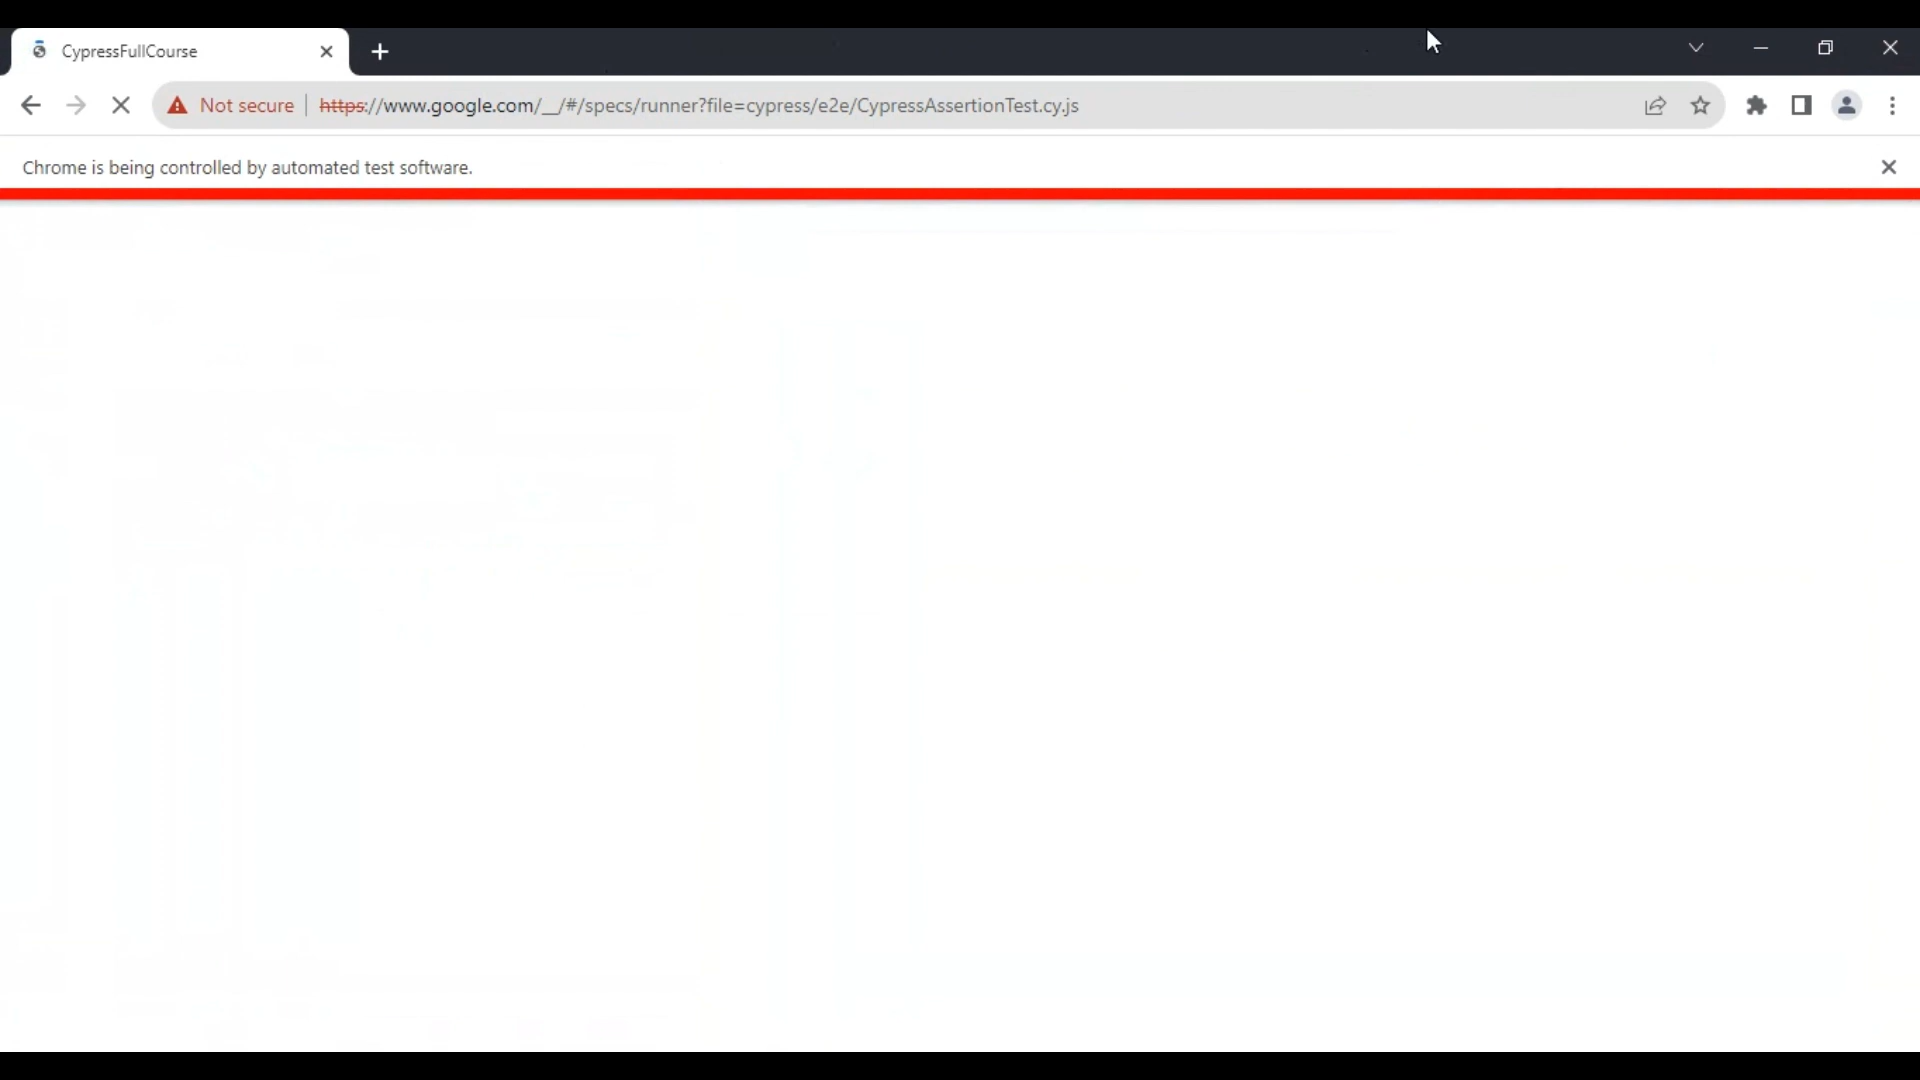 CypressFullCourse
Not secure https://www.google.com/__/#/specs/runner?file=cypress/e2e/CypressAssertionTest.cy.js
Chrome is being controlled by automated test software.